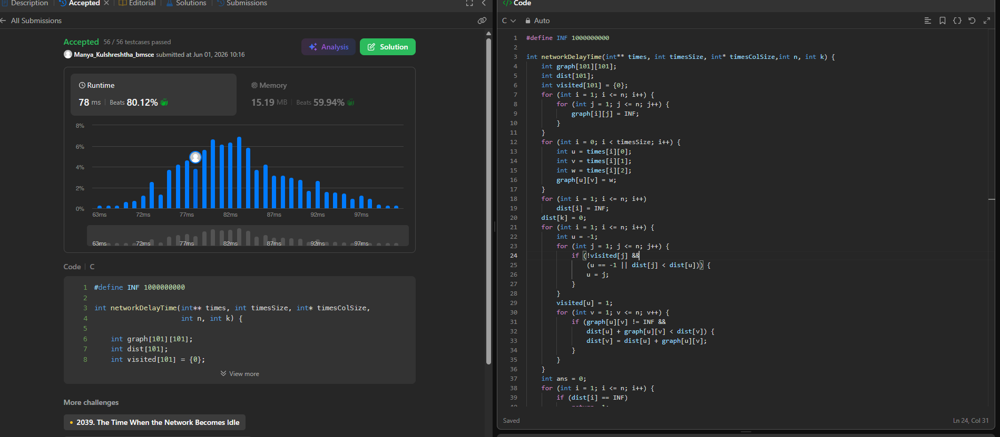 Description
Accepted
Editorial
Solutions
Submissions
All Submissions
Accepted 56 / 56 testcases passed
Manya_Kulshreshtha_bmsce submitted at Jun 01, 2026 10:16
Analysis
Solution
Runtime
78 ms Beats 80.12%
Memory
15.19 MB Beats 59.94%
8%
6%
4%
2%
0%
63ms 72ms 77ms 82ms 87ms 92ms 97ms
63ms 72ms 77ms 82ms 87ms 92ms 97ms
Code C
1 #define INF 1000000000
2
3 int networkDelayTime(int** times, int timesSize, int* timesColSize,
4 int n, int k) {
5
6 int graph[101][101];
7 int dist[101];
8 int visited[101] = {0};
View more
More challenges
2039. The Time When the Network Becomes Idle
</> Code
C Auto
1 #define INF 1000000000
2
3 int networkDelayTime(int** times, int timesSize, int* timesColSize,int n, int k) {
4 int graph[101][101];
5 int dist[101];
6 int visited[101] = {0};
7 for (int i = 1; i <= n; i++) {
8 for (int j = 1; j <= n; j++) {
9 graph[i][j] = INF;
10 }
11 }
12 for (int i = 0; i < timesSize; i++) {
13 int u = times[i][0];
14 int v = times[i][1];
15 int w = times[i][2];
16 graph[u][v] = w;
17 }
18 for (int i = 1; i <= n; i++)
19 dist[i] = INF;
20 dist[k] = 0;
21 for (int i = 1; i <= n; i++) {
22 int u = -1;
23 for (int j = 1; j <= n; j++) {
24 if (!visited[j] &&
25 (u == -1 || dist[j] < dist[u])) {
26 u = j;
27 }
28 }
29 visited[u] = 1;
30 for (int v = 1; v <= n; v++) {
31 if (graph[u][v] != INF &&
32 dist[u] + graph[u][v] < dist[v]) {
33 dist[v] = dist[u] + graph[u][v];
34 }
35 }
36 }
37 int ans = 0;
38 for (int i = 1; i <= n; i++) {
39 if (dist[i] == INF)
Saved
Ln 24, Col 31